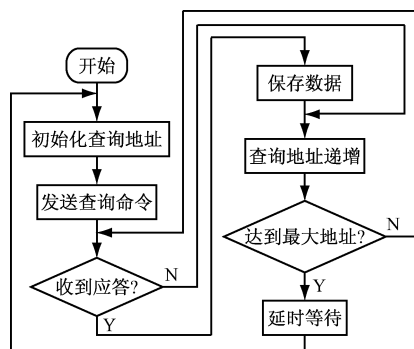 开始
初始化查询地址
发送查询命令
收到应答?
N
Y
保存数据
查询地址递增
达到最大地址?
N
Y
延时等待